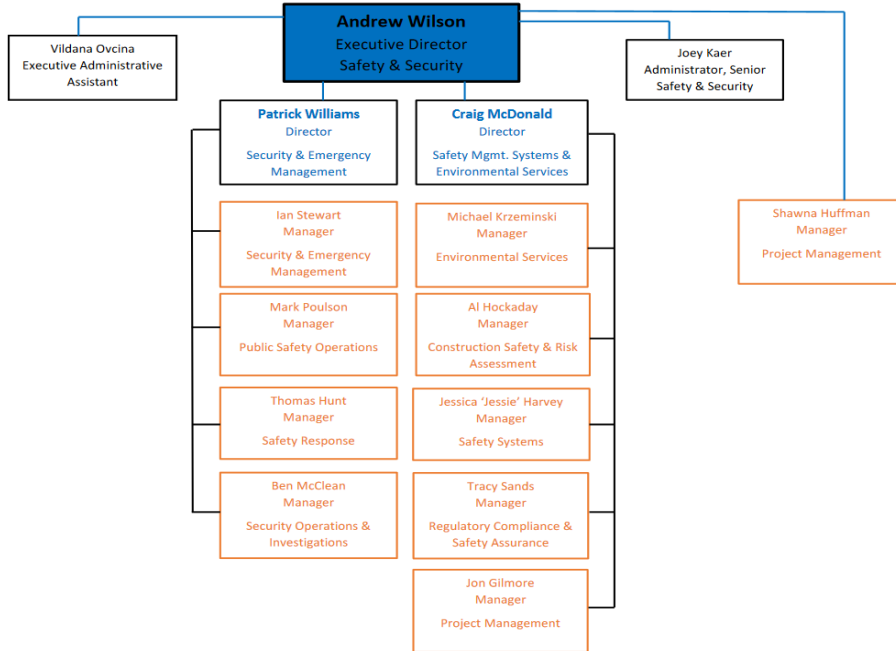 Andrew Wilson
Executive Director
Safety & Security
Vildana Ovcina
Executive Administrative
Assistant
Joey Kaer
Administrator, Senior
Safety & Security
Patrick Williams
Director
Security & Emergency
Management
Craig McDonald
Director
Safety Mgmt. Systems &
Environmental Services
Shawna Huffman
Manager
Project Management
Ian Stewart
Manager
Security & Emergency
Management
Mark Poulson
Manager
Public Safety Operations
Thomas Hunt
Manager
Safety Response
Ben McClean
Manager
Security Operations &
Investigations
Michael Krzeminski
Manager
Environmental Services
Al Hockaday
Manager
Construction Safety & Risk
Assessment
Jessica ‘Jessie’ Harvey
Manager
Safety Systems
Tracy Sands
Manager
Regulatory Compliance &
Safety Assurance
Jon Gilmore
Manager
Project Management